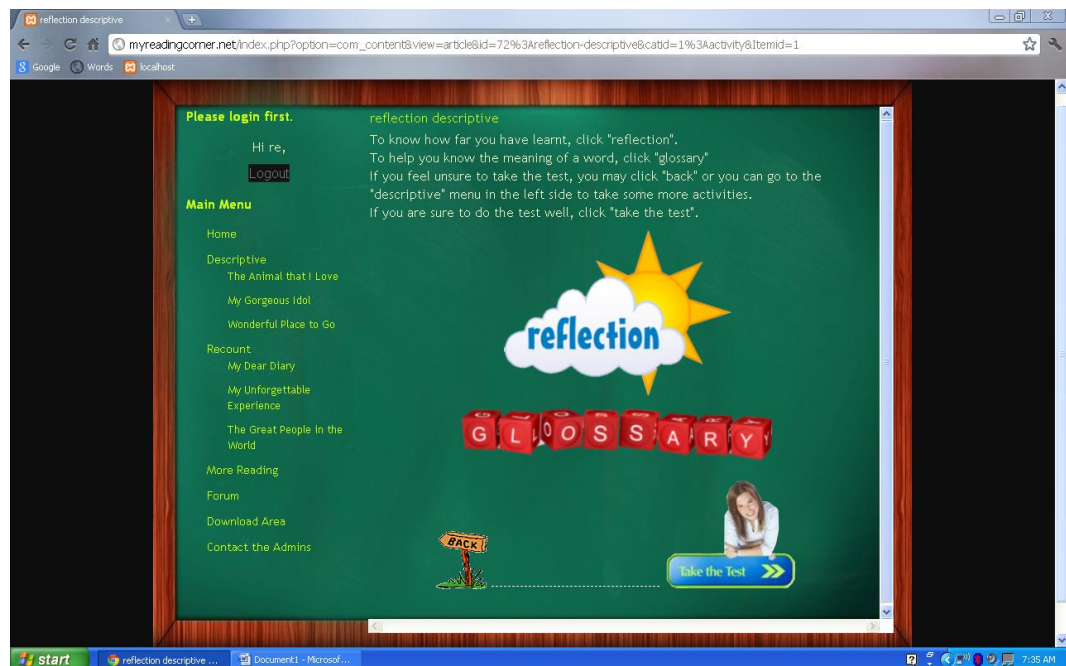 reflection descriptive
myreadingcorner.net/index.php?option=com_content&view=article&id=72%3Areflection-descriptive&catid=1%3Aactivity&Itemid=1
Google Words localhost
Please login first.
Hi re,
Logout
Main Menu
Home
Descriptive
The Animal that I Love
My Gorgeous Idol
Wonderful Place to Go
Recount
My Dear Diary
My Unforgettable
Experience
The Great People in the
World
More Reading
Forum
Download Area
Contact the Admins
reflection descriptive
To know how far you have learnt, click "reflection".
To help you know the meaning of a word, click "glossary"
If you feel unsure to take the test, you may click "back" or you can go to the
"descriptive" menu in the left side to take some more activities.
If you are sure to do the test well, click "take the test".
reflection
GLOSSARY
BACK
Take the Test
start reflection descriptive ... Document1 - Microsof... 7:35 AM